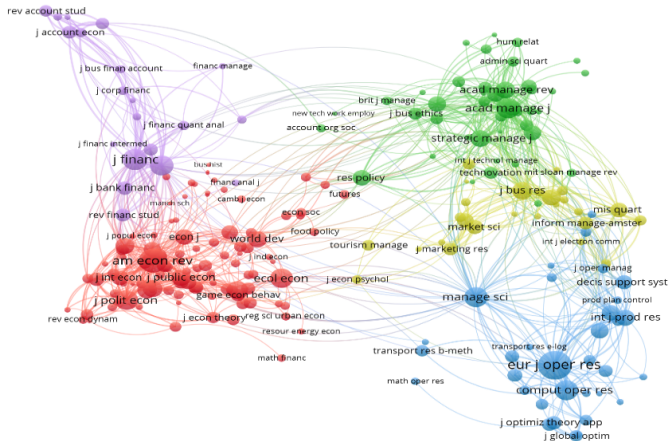 rev account stud
j account econ
hum relat
admin sci quart
j bus finan account
financ manage
j corp financ
acad manage rev
brit j manage
acad manage j
new tech work employ
j bus ethics
j financ quant anal
account org soc
strategic manage j
j financ intermed
j financ
int j technol manage
technovation
mit sloan manage rev
res policy
j bank financ
financ anal j
j bus res
futures
camb j econ
rev financ stud
econ soc
mis quart
market sci
inform manage-amster
j popul econ
econ j
world dev
food policy
int j electron comm
tourism manage
j marketing res
am econ rev
j ind econ
j oper manag
j int econ
j public econ
ecol econ
j econ psychol
decis support syst
game econ behav
manage sci
j polit econ
prod plan control
int j prod res
rev econ dynam
j econ theory
reg sci urban econ
resour energy econ
transport res e-log
transport res b-meth
math financ
eur j oper res
math oper res
comput oper res
j optimiz theory app
j global optim